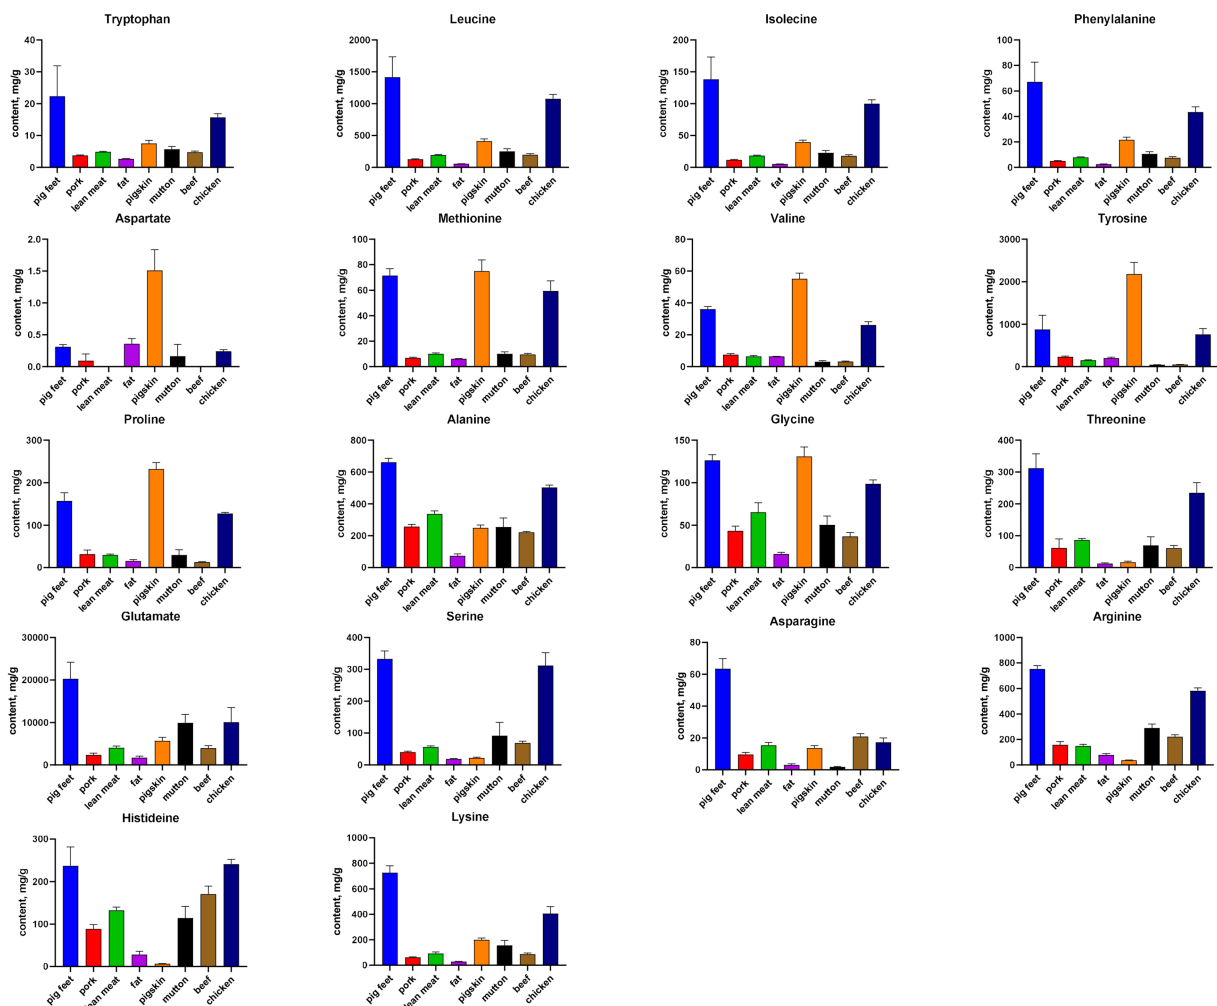 Tryptophan
content, mg/g
40
30
20
10
0
pig feet
pork
lean meat
fat
pigskin
mutton
beef
chicken
Leucine
content, mg/g
2000
1500
1000
500
0
pig feet
pork
lean meat
fat
pigskin
mutton
beef
chicken
Isolecine
content, mg/g
200
150
100
50
0
pig feet
pork
lean meat
fat
pigskin
mutton
beef
chicken
Phenylalanine
content, mg/g
100
80
60
40
20
0
pig feet
pork
lean meat
fat
pigskin
mutton
beef
chicken
Aspartate
content, mg/g
2.0
1.5
1.0
0.5
0.0
pig feet
pork
lean meat
fat
pigskin
mutton
beef
chicken
Methionine
content, mg/g
100
80
60
40
20
0
pig feet
pork
lean meat
fat
pigskin
mutton
beef
chicken
Valine
content, mg/g
80
60
40
20
0
pig feet
pork
lean meat
fat
pigskin
mutton
beef
chicken
Tyrosine
content, mg/g
3000
2000
1000
0
pig feet
pork
lean meat
fat
pigskin
mutton
beef
chicken
Proline
content, mg/g
300
200
100
0
pig feet
pork
lean meat
fat
pigskin
mutton
beef
chicken
Alanine
content, mg/g
800
600
400
200
0
pig feet
pork
lean meat
fat
pigskin
mutton
beef
chicken
Glycine
content, mg/g
150
100
50
0
pig feet
pork
lean meat
fat
pigskin
mutton
beef
chicken
Threonine
content, mg/g
400
300
200
100
0
pig feet
pork
lean meat
fat
pigskin
mutton
beef
chicken
Glutamate
content, mg/g
30000
20000
10000
0
pig feet
pork
lean meat
fat
pigskin
mutton
beef
chicken
Serine
content, mg/g
400
300
200
100
0
pig feet
pork
lean meat
fat
pigskin
mutton
beef
chicken
Asparagine
content, mg/g
80
60
40
20
0
pig feet
pork
lean meat
fat
pigskin
mutton
beef
chicken
Arginine
content, mg/g
1000
800
600
400
200
0
pig feet
pork
lean meat
fat
pigskin
mutton
beef
chicken
Histideine
content, mg/g
300
200
100
0
pig feet
pork
lean meat
fat
pigskin
mutton
beef
chicken
Lysine
content, mg/g
1000
800
600
400
200
0
pig feet
pork
lean meat
fat
pigskin
mutton
beef
chicken